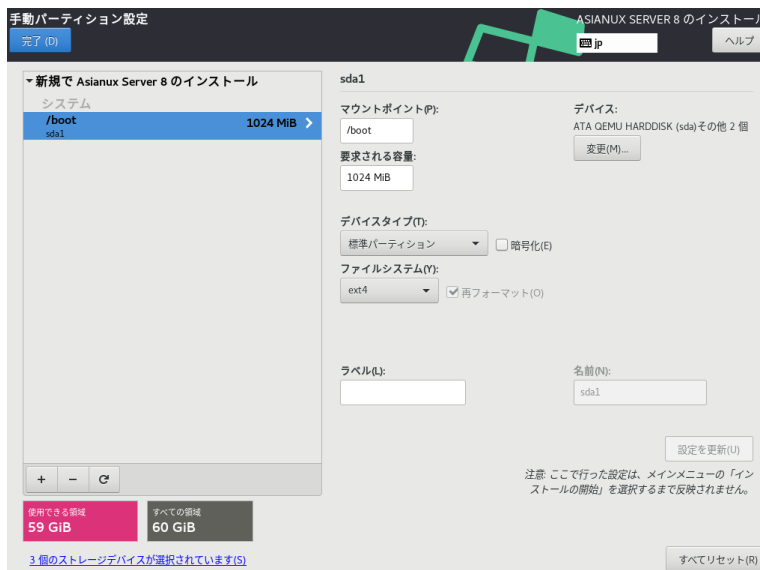 手動パーティション設定
ASIANUX SERVER 8 のインストール
完了 (D)
jp
ヘルプ
新規で Asianux Server 8 のインストール
システム
/boot
1024 MiB
sda1
sda1
マウントポイント(P):
/boot
デバイス:
ATA QEMU HARDDISK (sda)その他 2 個
変更(M)...
要求される容量:
1024 MiB
デバイスタイプ(T):
標準パーティション
暗号化(E)
ファイルシステム(Y):
ext4
再フォーマット(O)
ラベル(L):
名前(N):
sda1
設定を更新(U)
注意: ここで行った設定は、メインメニューの「イン
ストールの開始」を選択するまで反映されません。
+ −
使用できる領域
59 GiB
すべての領域
60 GiB
3 個のストレージデバイスが選択されています(S)
すべてリセット(R)